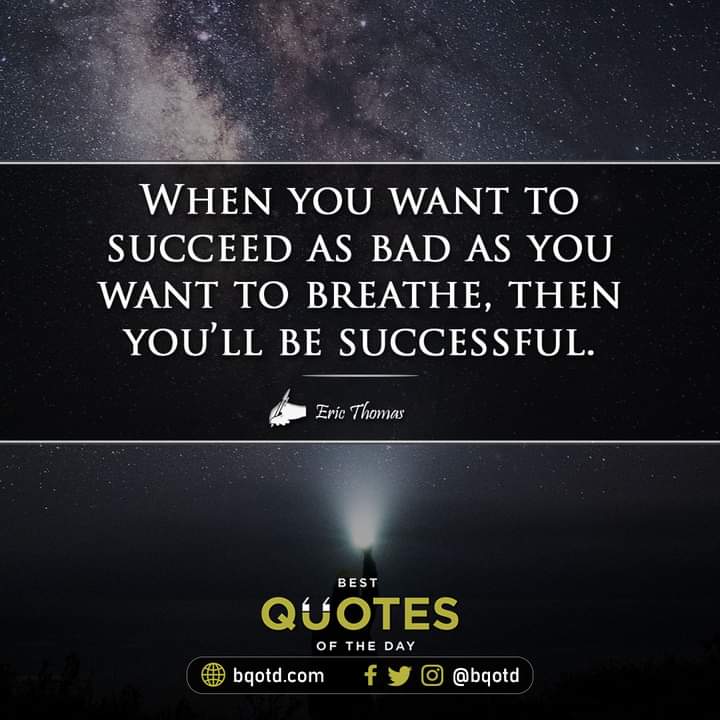 WHEN YOU WANT TO
SUCCEED AS BAD AS YOU
WANT TO BREATHE, THEN
YOU'LL BE SUCCESSFUL.
Eric Thomas
BEST
QUOTES
OF THE DAY
bqotd.com @bqotd